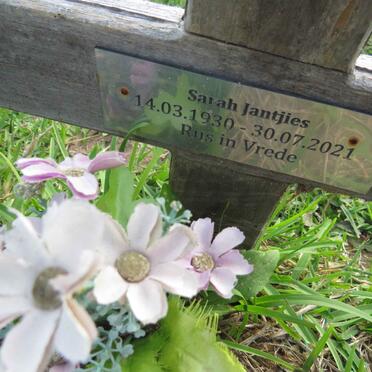 Sarah Jantjies
14.03.1930 - 30.07.2021
Rus in Vrede